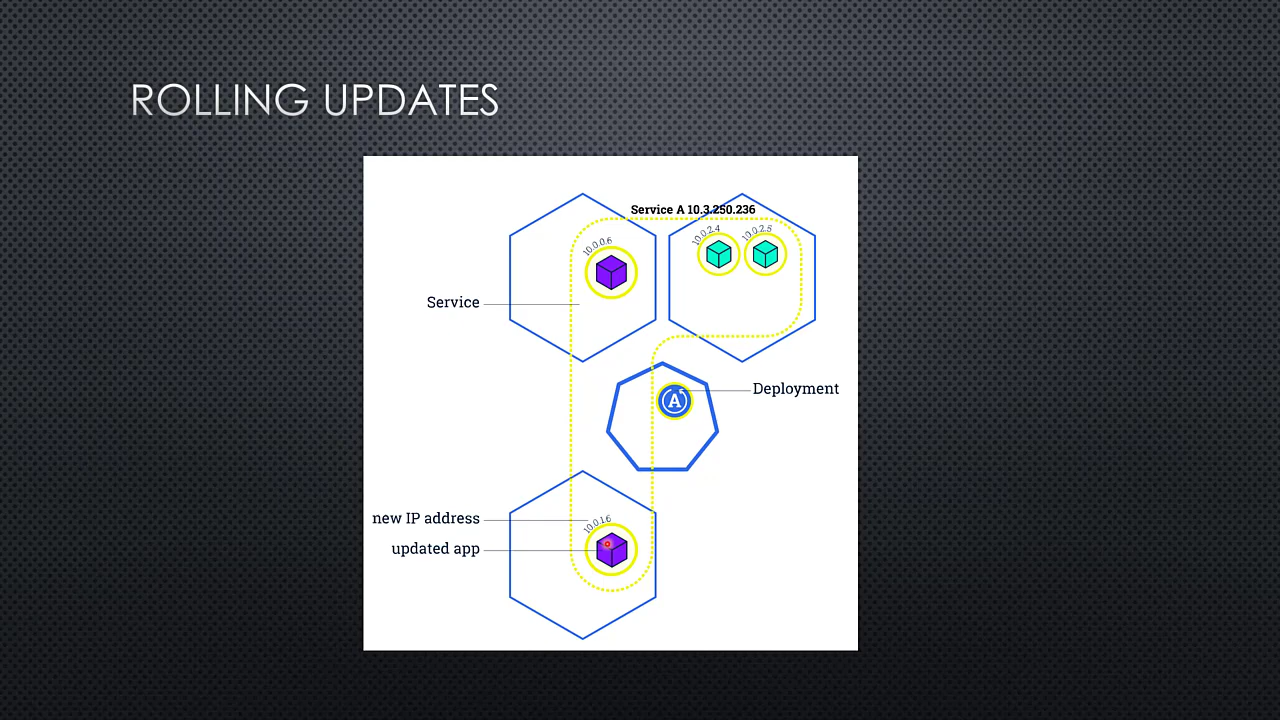 ROLLING UPDATES
Service A 10.3.250.236
10.0.0.6
10.0.2.4
10.0.2.5
Service
Deployment
A
new IP address
10.0.1.6
updated app